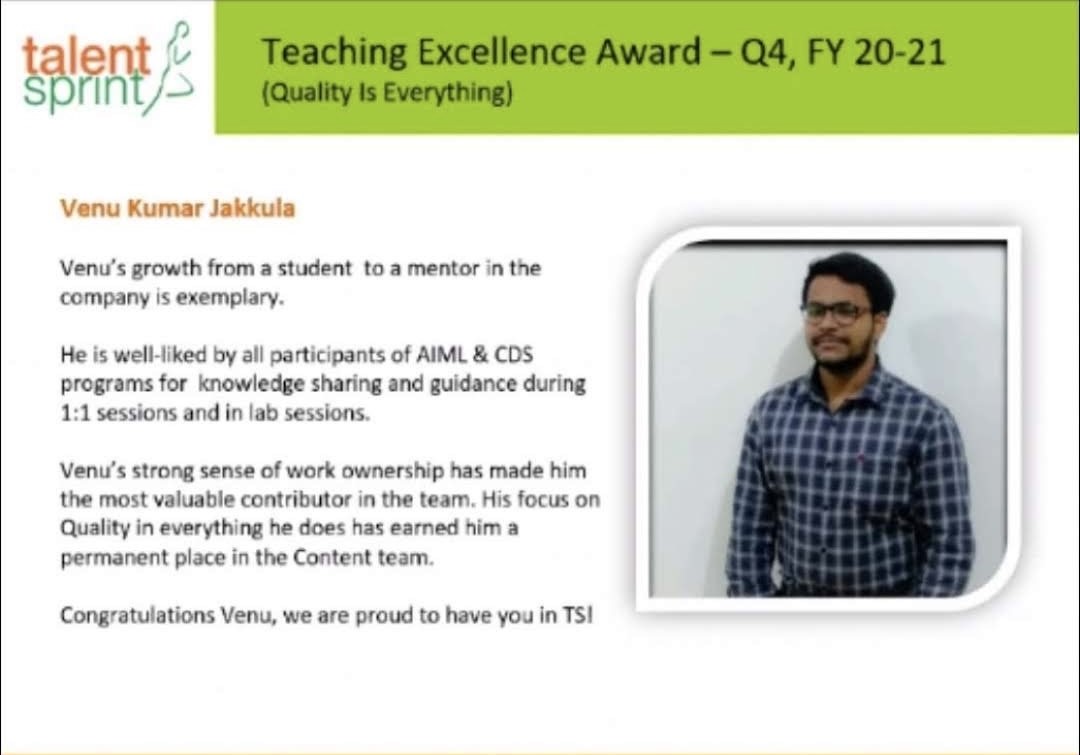 talent
sprint
Teaching Excellence Award – Q4, FY 20-21
(Quality Is Everything)
Venu Kumar Jakkula
Venu's growth from a student to a mentor in the
company is exemplary.
He is well-liked by all participants of AIML & CDS
programs for knowledge sharing and guidance during
1:1 sessions and in lab sessions.
Venu's strong sense of work ownership has made him
the most valuable contributor in the team. His focus on
Quality in everything he does has earned him a
permanent place in the Content team.
Congratulations Venu, we are proud to have you in TS!